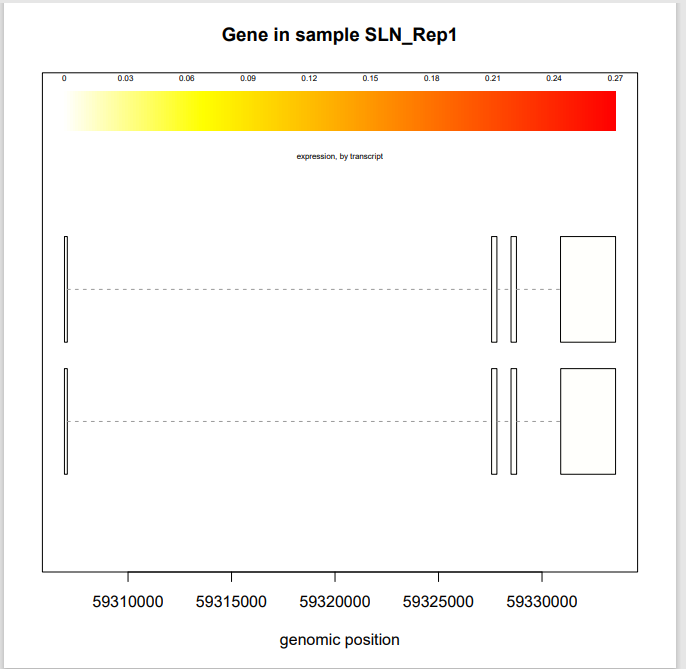 Gene in sample SLN_Rep1
0 0.03 0.06 0.09 0.12 0.15 0.18 0.21 0.24 0.27
expression, by transcript
59310000 59315000 59320000 59325000 59330000
genomic position